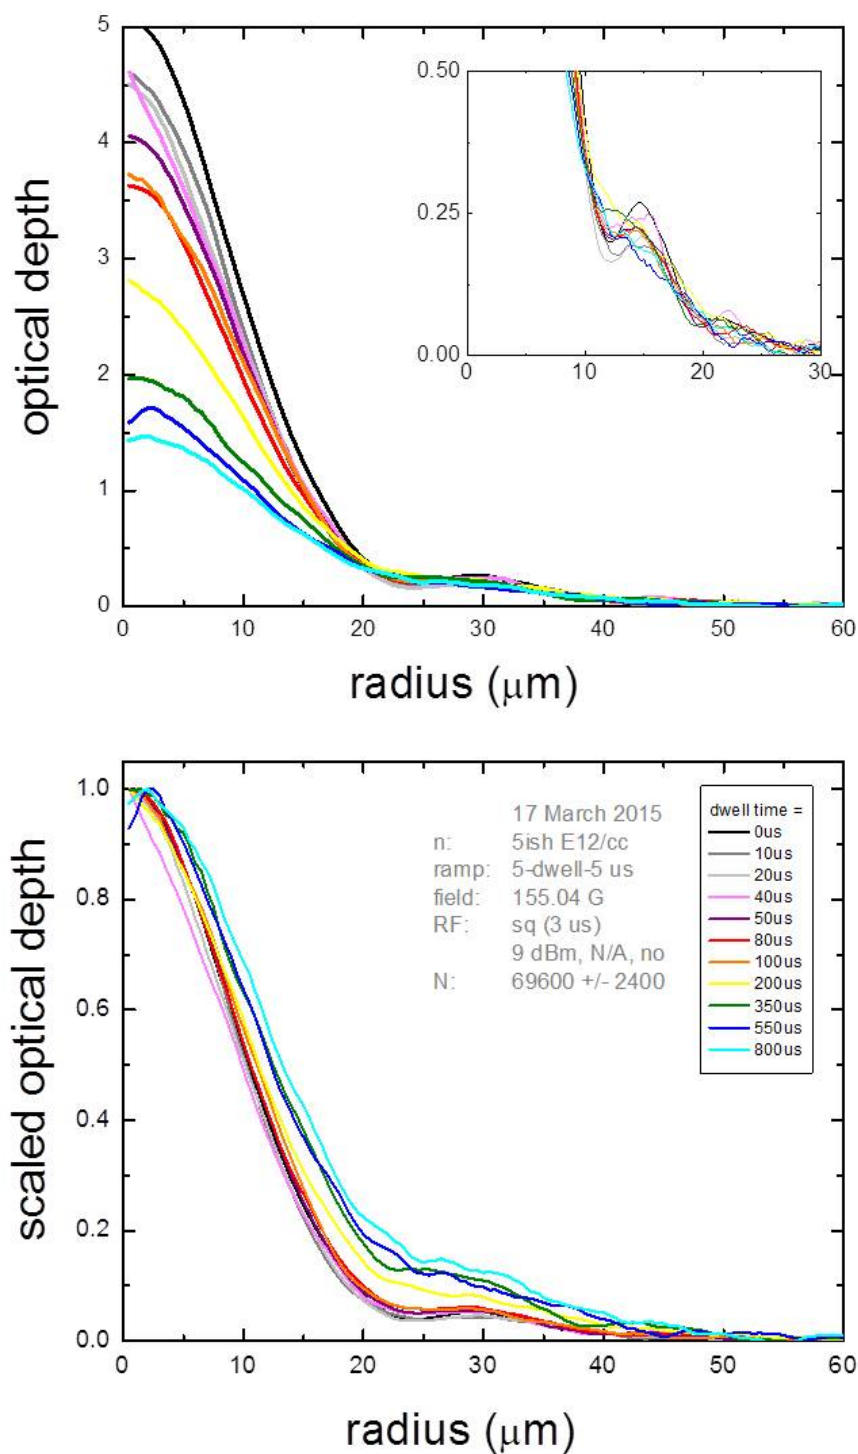 5
4
3
2
1
0
optical depth
0.50
0.25
0.00
0 10 20 30
0 10 20 30 40 50 60
radius (μm)
1.0
0.8
0.6
0.4
0.2
0.0
scaled optical depth
17 March 2015
n: 5ish E12/cc
ramp: 5-dwell-5 us
field: 155.04 G
RF: sq (3 us)
9 dBm, N/A, no
N: 69600 +/- 2400
dwell time =
0us
10us
20us
40us
50us
80us
100us
200us
350us
550us
800us
0 10 20 30 40 50 60
radius (μm)